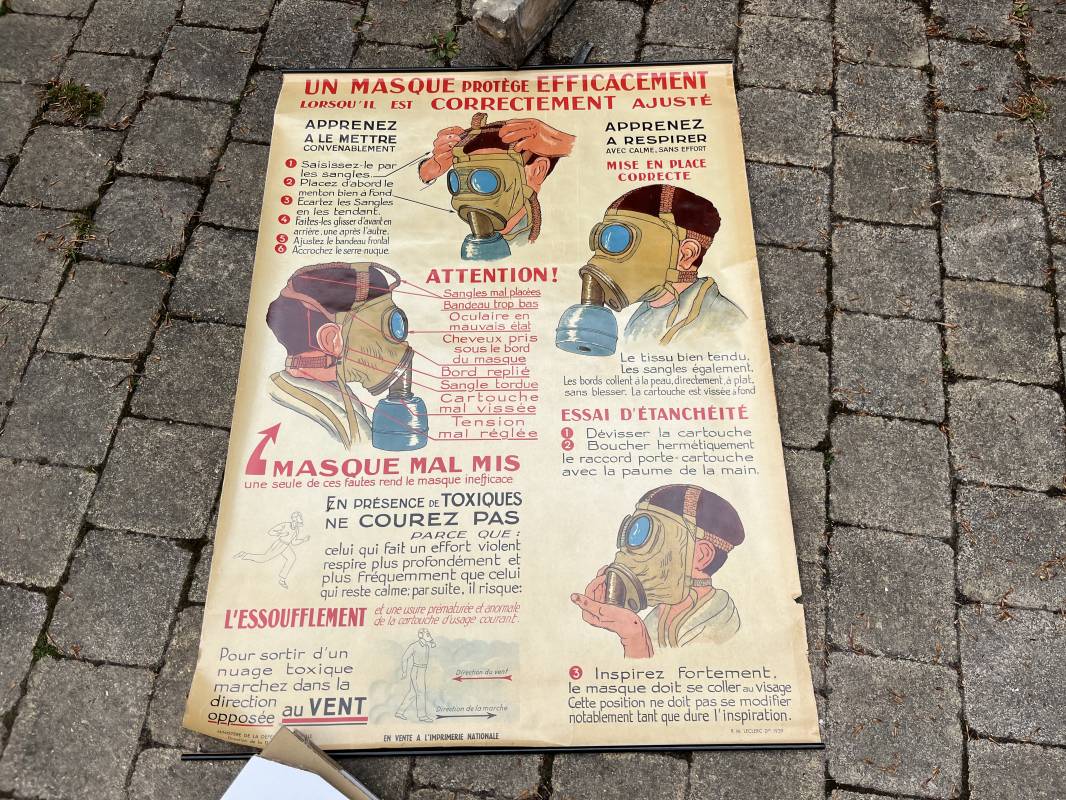 UN MASQUE PROTÈGE EFFICACEMENT
LORSQU'IL EST CORRECTEMENT AJUSTÉ
APPRENEZ
A LE METTRE
CONVENABLEMENT
1 Saisissez-le par
les sangles.
2 Placez d'abord le
menton bien à fond.
3 Ecartez les Sangles
en les tendant.
4 Faites-les glisser d'avant en
arrière, une après l'autre.
5 Ajustez le bandeau frontal
6 Accrochez le serre-nuque.
APPRENEZ
A RESPIRER
AVEC CALME, SANS EFFORT
MISE EN PLACE
CORRECTE
ATTENTION!
Sangles mal placées
Bandeau trop bas
Oculaire en
mauvais état
Cheveux pris
sous le bord
du masque
Bord replié
Sangle tordue
Cartouche
mal vissée
Tension
mal réglée
MASQUE MAL MIS
une seule de ces fautes rend le masque inefficace
Le tissu bien tendu.
Les sangles également.
Les bords collent à la peau, directement, à plat,
sans blesser. La cartouche est vissée à fond
ESSAI D'ÉTANCHÉITÉ
1 Dévisser la cartouche
2 Boucher hermétiquement
le raccord porte-cartouche
avec la paume de la main.
EN PRÉSENCE DE TOXIQUES
NE COUREZ PAS
PARCE QUE:
celui qui fait un effort violent
respire plus profondément et
plus fréquemment que celui
qui reste calme; par suite, il risque:
L'ESSOUFFLEMENT et une usure prématurée et anormale
de la cartouche d'usage courant.
Pour sortir d'un
nuage toxique
marchez dans la
direction
opposée au VENT
Direction du vent
Direction de la marche
3 Inspirez fortement,
le masque doit se coller au visage
Cette position ne doit pas se modifier
notablement tant que dure l'inspiration.
MINISTÈRE DE LA
Direction de la
EN VENTE A L'IMPRIMERIE NATIONALE
LECLERC 1939